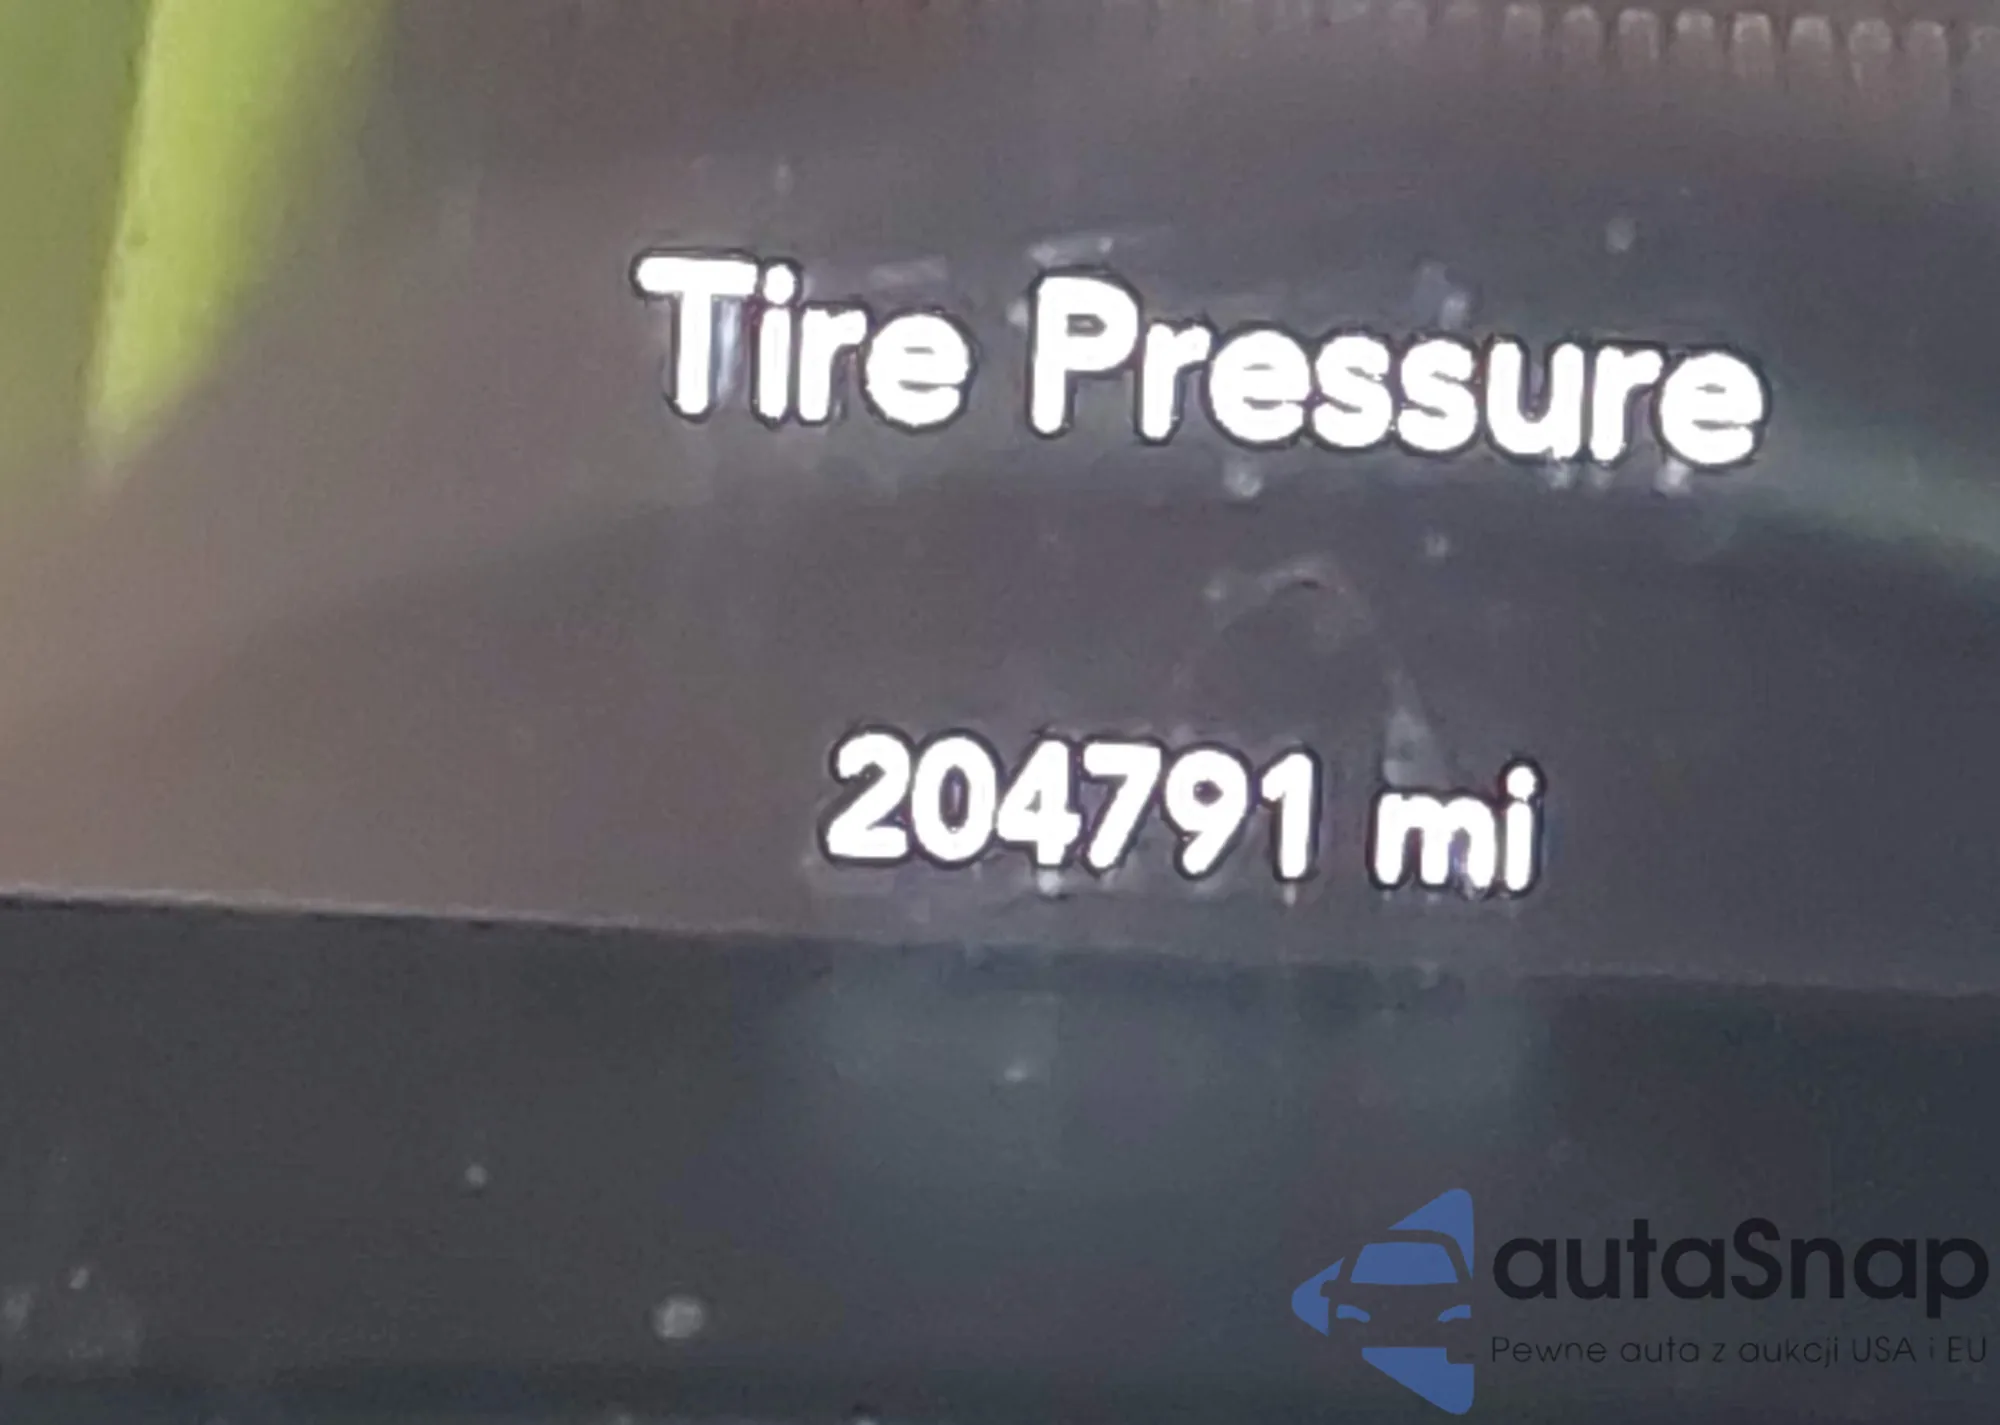 Tire Pressure
204791 mi
autaSnap
Pewne auta z aukcji USA i EU